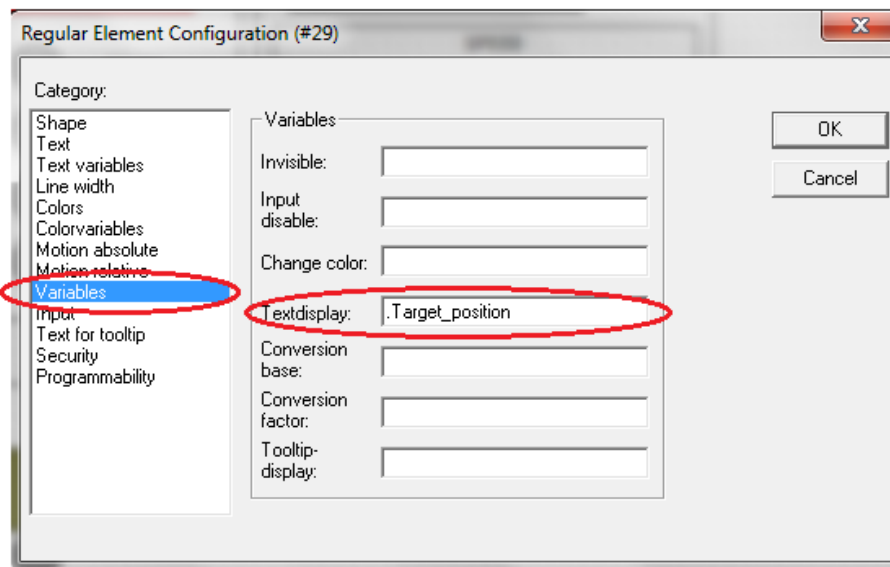 Regular Element Configuration (#29)
Category:
Shape
Text
Text variables
Line width
Colors
Colorvariables
Motion absolute
Motion relative
Variables
Input
Text for tooltip
Security
Programmability
Variables
Invisible:
Input
disable:
Change color:
Textdisplay: .Target_position
Conversion
base:
Conversion
factor:
Tooltip-
display:
OK
Cancel